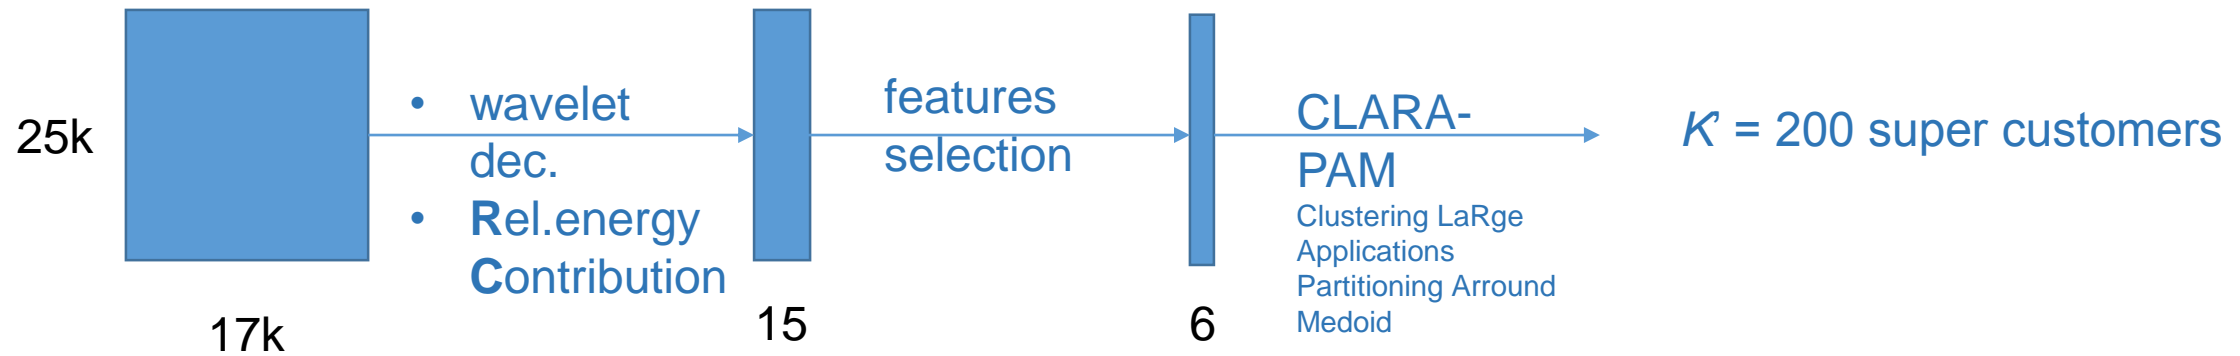 25k
17k
• wavelet
dec.
• Rel.energy
Contribution
15
features
selection
6
CLARA-
PAM
Clustering LaRge
Applications
Partitioning Arround
Medoid
K' = 200 super customers